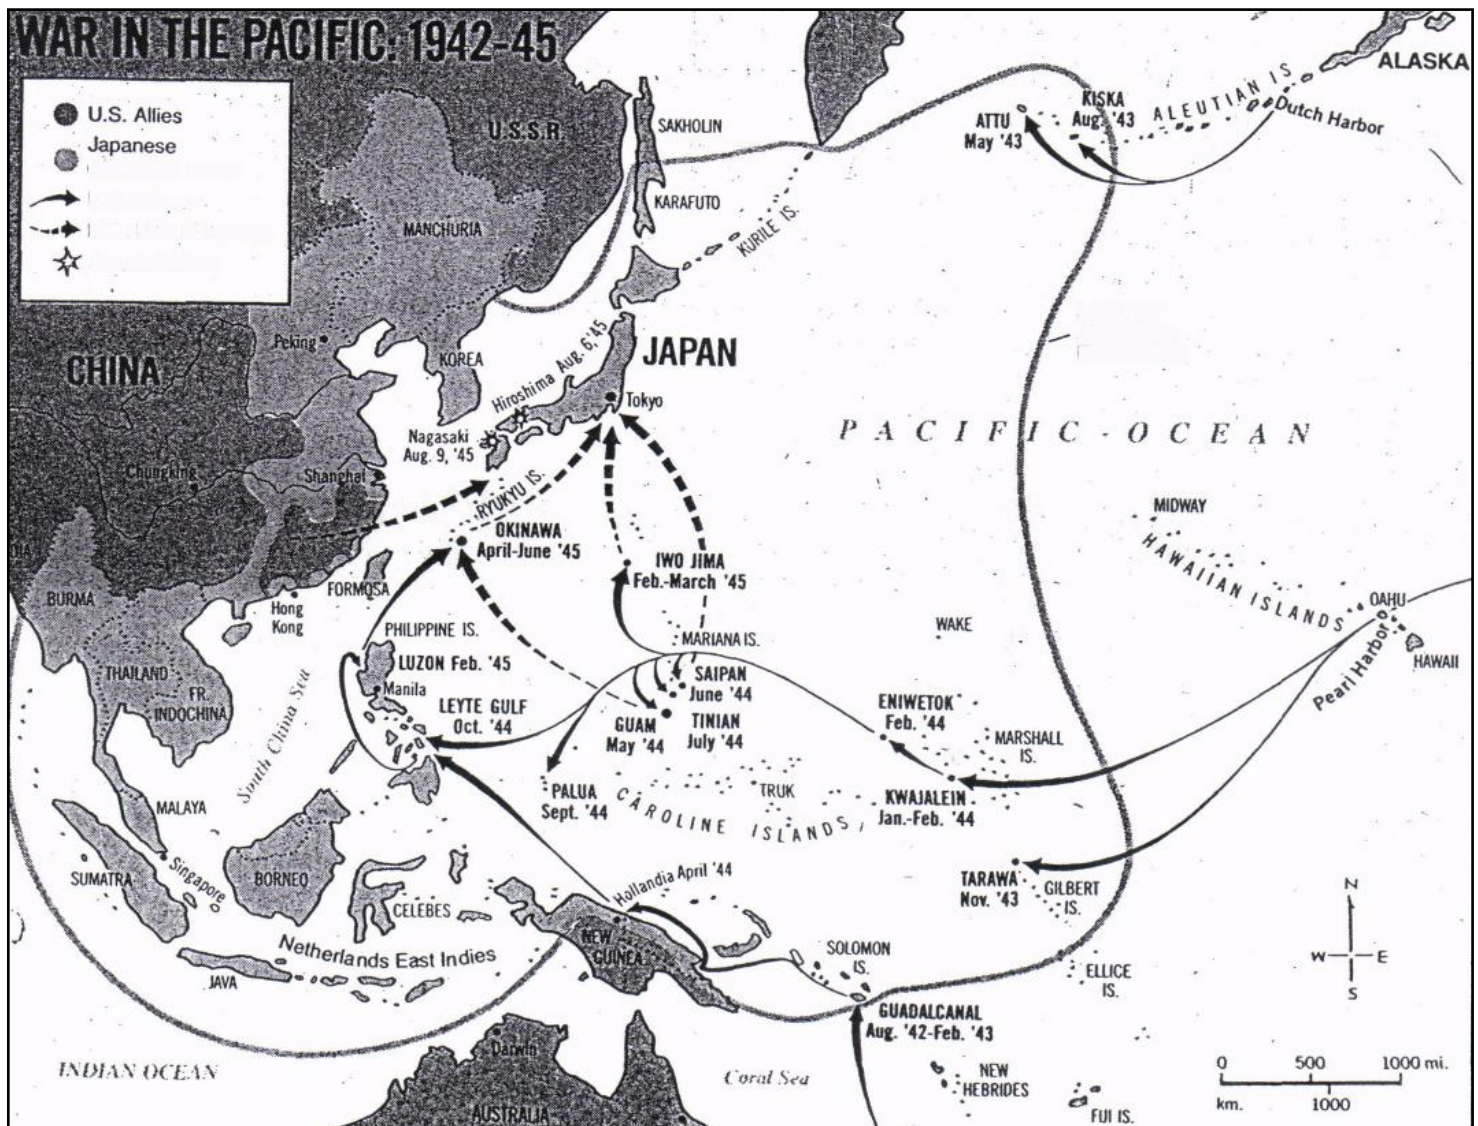 WAR IN THE PACIFIC: 1942-45
U.S. Allies
Japanese
U.S.S.R.
SAKHOLIN
KARAFUTO
MANCHURIA
KURILE IS.
ALASKA
ALEUTIAN IS
Dutch Harbor
KISKA
Aug. '43
ATTU
May '43
CHINA
Peking
KOREA
JAPAN
Tokyo
Hiroshima Aug. 6, '45
Nagasaki
Aug. 9, '45
Chungking
Shanghai
RYUKYU IS.
OKINAWA
April-June '45
IWO JIMA
Feb.-March '45
PACIFIC-OCEAN
MIDWAY
HAWAIIAN ISLANDS
OAHU
Pearl Harbor
HAWAII
BURMA
Hong
Kong
FORMOSA
PHILIPPINE IS.
LUZON Feb. '45
Manila
THAILAND
FR.
INDOCHINA
South China Sea
LEYTE GULF
Oct. '44
MARIANA IS.
SAIPAN
June '44
GUAM
May '44
TINIAN
July '44
WAKE
ENIWETOK
Feb. '44
MARSHALL
IS.
KWAJALEIN
Jan.-Feb. '44
PALUA
Sept. '44
TRUK
CAROLINE ISLANDS
MALAYA
Singapore
SUMATRA
BORNEO
CELEBES
Hollandia April '44
TARAWA
Nov. '43
GILBERT
IS.
NEW
GUINEA
Netherlands East Indies
JAVA
SOLOMON
IS.
ELLICE
IS.
GUADALCANAL
Aug. '42-Feb. '43
N
W
E
S
INDIAN OCEAN
Darwin
AUSTRALIA
Coral Sea
NEW
HEBRIDES
FIJI IS.
0 500 1000 mi.
km. 1000